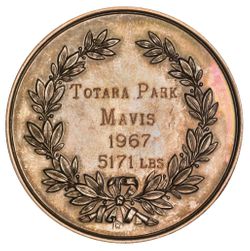 TOTARA PARK
MAVIS
1967
5171 LBS